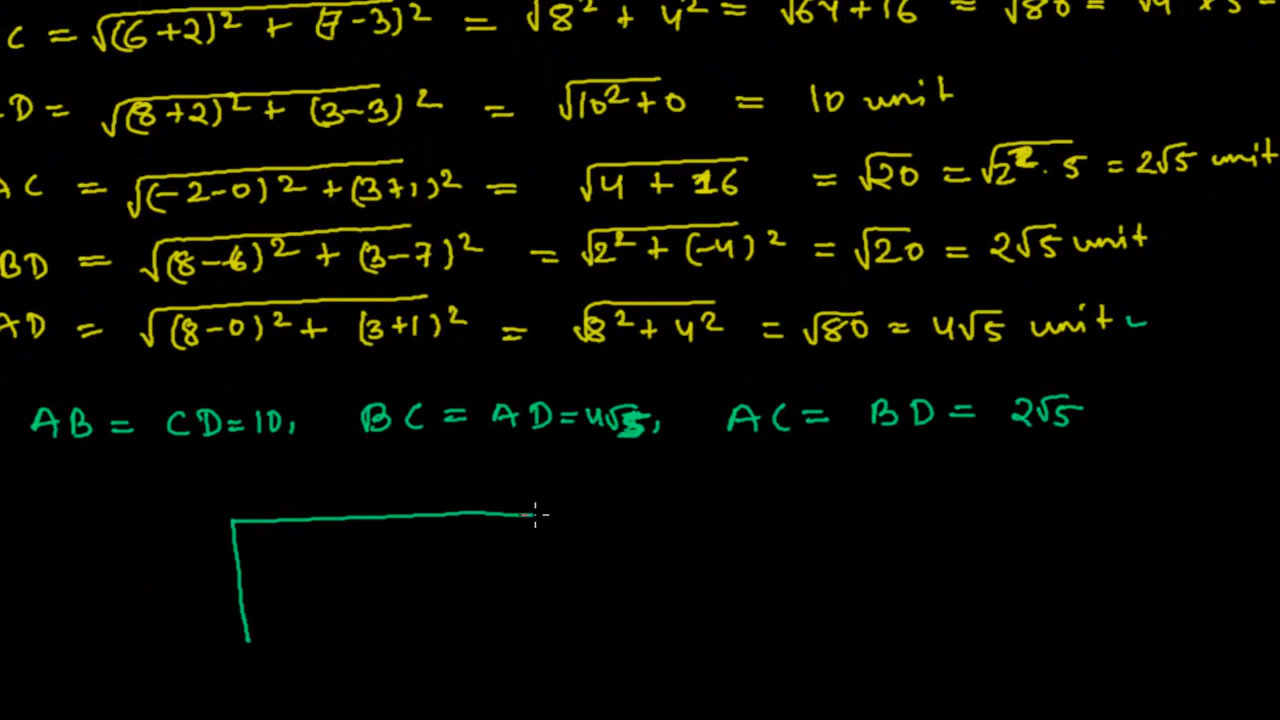 C = √(6+2)² + (7-3)² = √8² + 4² = √64+16 = √80 = √4
D = √(8+2)² + (3-3)² = √10²+0 = 10 unit
AC = √(-2-0)² + (3+1)² = √4 + 16 = √20 = √2².5 = 2√5 unit
BD = √(8-6)² + (3-7)² = √2² + (-4)² = √20 = 2√5 unit
AD = √(8-0)² + (3+1)² = √8² + 4² = √80 = 4√5 unit
AB = CD=10, BC = AD=4√5, AC = BD = 2√5